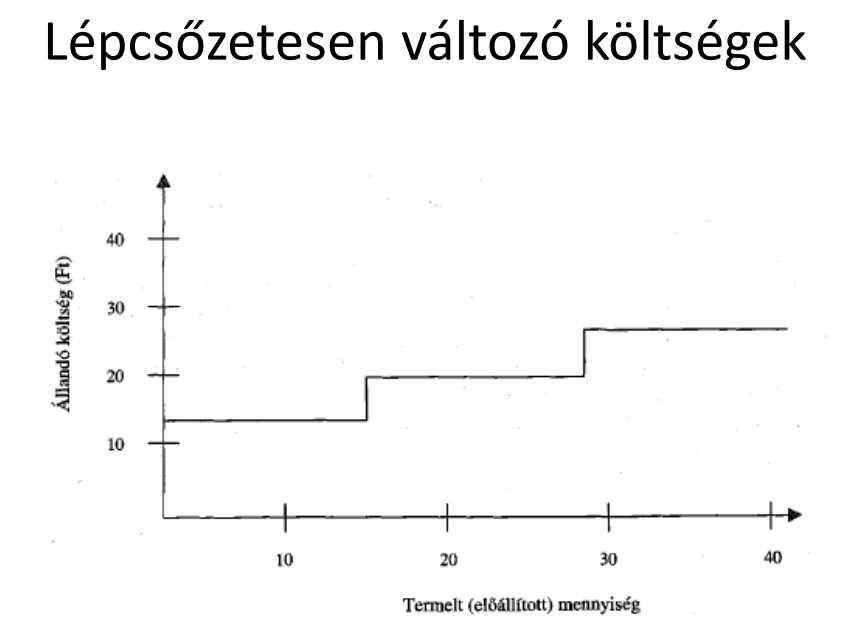 Lépcsőzetesen változó költségek
Állandó költség (Ft)
40
30
20
10
10 20 30 40
Termelt (előállított) mennyiség